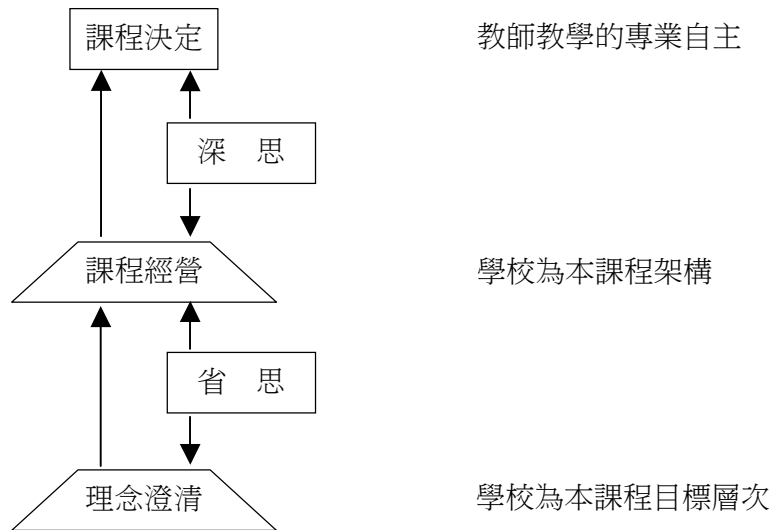 課程決定 教師教學的專業自主
深 思
課程經營 學校為本課程架構
省 思
理念澄清 學校為本課程目標層次